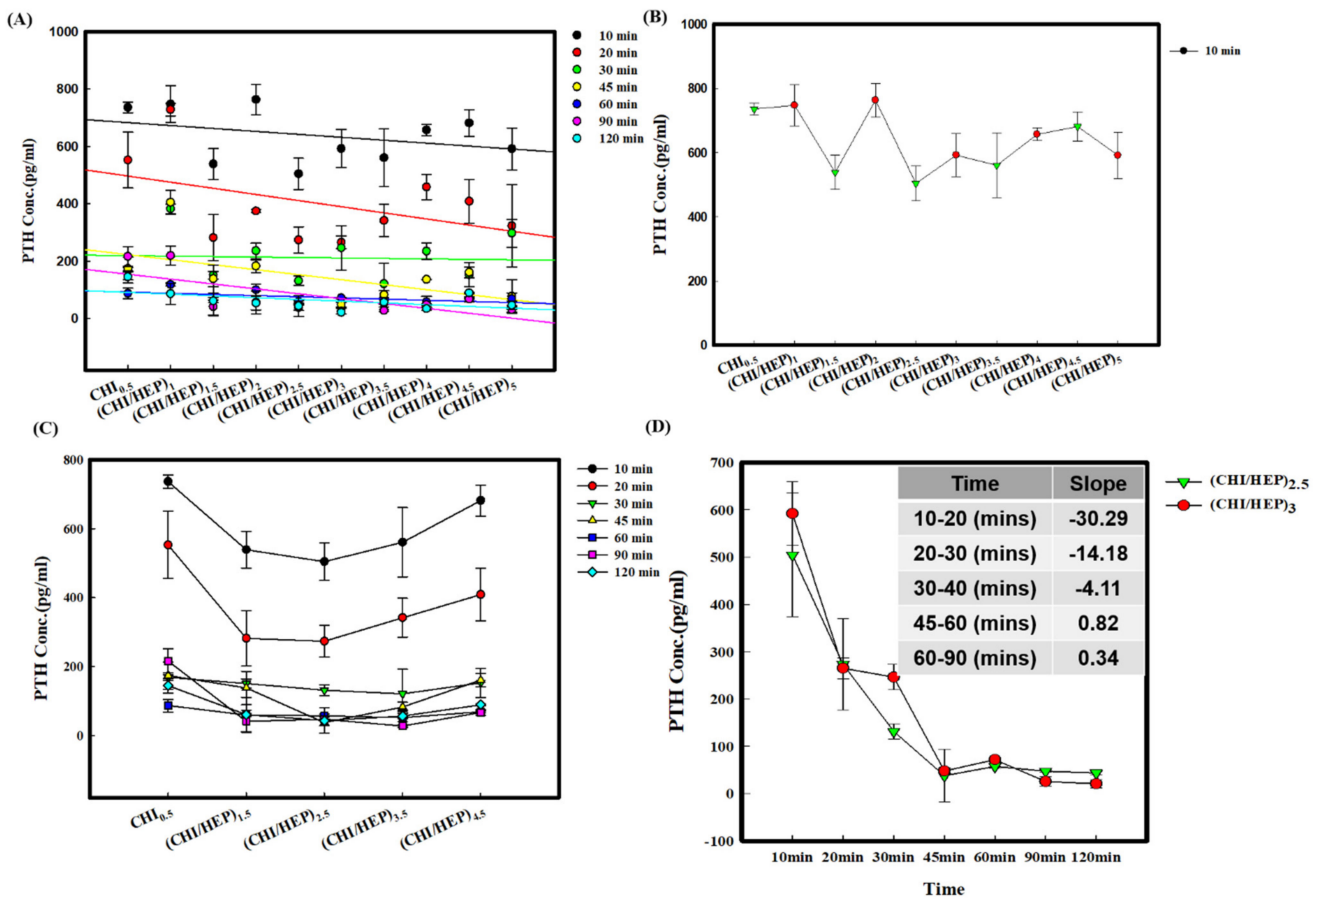 (A)
1000
800
600
400
200
0
PTH Conc.(pg/ml)
CHI0.5
(CHI/HEP)1
(CHI/HEP)1.5
(CHI/HEP)2
(CHI/HEP)2.5
(CHI/HEP)3
(CHI/HEP)3.5
(CHI/HEP)4
(CHI/HEP)4.5
(CHI/HEP)5
10 min
20 min
30 min
45 min
60 min
90 min
120 min
(B)
1000
800
600
400
200
0
PTH Conc.(pg/ml)
CHI0.5
(CHI/HEP)1
(CHI/HEP)1.5
(CHI/HEP)2
(CHI/HEP)2.5
(CHI/HEP)3
(CHI/HEP)3.5
(CHI/HEP)4
(CHI/HEP)4.5
(CHI/HEP)5
10 min
(C)
800
600
400
200
0
PTH Conc.(pg/ml)
CHI0.5
(CHI/HEP)1.5
(CHI/HEP)2.5
(CHI/HEP)3.5
(CHI/HEP)4.5
10 min
20 min
30 min
45 min
60 min
90 min
120 min
(D)
700
600
500
400
300
200
100
0
-100
PTH Conc.(pg/ml)
Time Slope
10-20 (mins) -30.29
20-30 (mins) -14.18
30-40 (mins) -4.11
45-60 (mins) 0.82
60-90 (mins) 0.34
10min 20min 30min 45min 60min 90min 120min
Time
(CHI/HEP)2.5
(CHI/HEP)3